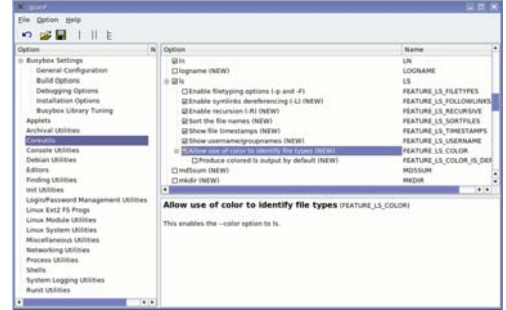 qconf
File Option Help
Option N
Busybox Settings
General Configuration
Build Options
Debugging Options
Installation Options
Busybox Library Tuning
Applets
Archival Utilities
Coreutils
Console Utilities
Debian Utilities
Editors
Finding Utilities
Init Utilities
Login/Password Management Utilities
Linux Ext2 FS Progs
Linux Module Utilities
Linux System Utilities
Miscellaneous Utilities
Networking Utilities
Process Utilities
Shells
System Logging Utilities
Runit Utilities
Option Name
ln LN
logname (NEW) LOGNAME
ls LS
Enable filetyping options (-p and -F) FEATURE_LS_FILETYPES
Enable symlinks dereferencing (-L) (NEW) FEATURE_LS_FOLLOWLINKS
Enable recursion (-R) (NEW) FEATURE_LS_RECURSIVE
Sort the file names (NEW) FEATURE_LS_SORTFILES
Show file timestamps (NEW) FEATURE_LS_TIMESTAMPS
Show username/groupnames (NEW) FEATURE_LS_USERNAME
Allow use of color to identify file types (NEW) FEATURE_LS_COLOR
Produce colored ls output by default (NEW) FEATURE_LS_COLOR_IS_DEF
md5sum (NEW) MD5SUM
mkdir (NEW) MKDIR
Allow use of color to identify file types (FEATURE_LS_COLOR)
This enables the --color option to ls.